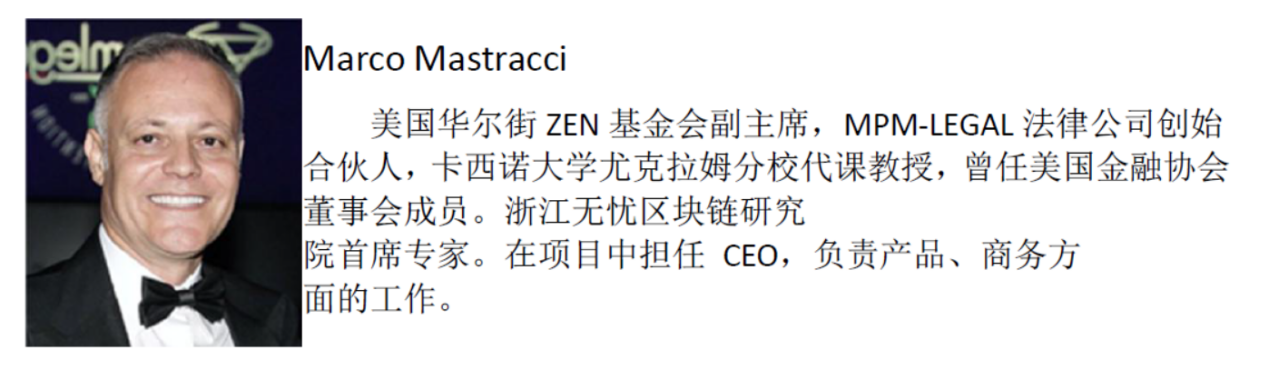 Marco Mastracci
美国华尔街 ZEN 基金会副主席，MPM-LEGAL 法律公司创始
合伙人，卡西诺大学尤克拉姆分校代课教授，曾任美国金融协会
董事会成员。浙江无忧区块链研究
院首席专家。在项目中担任 CEO，负责产品、商务方
面的工作。